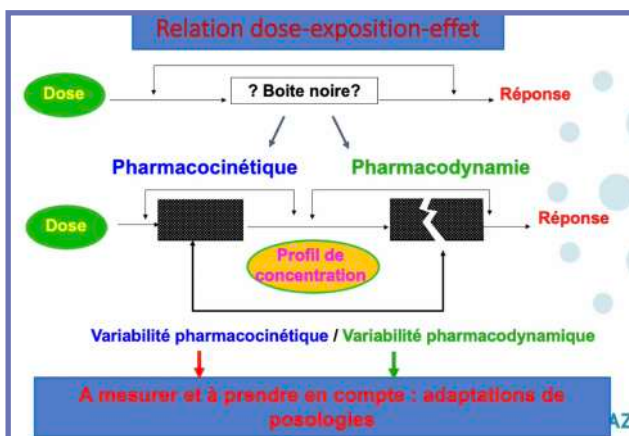 Relation dose-exposition-effet
Dose
? Boite noire?
Réponse
Pharmacocinétique
Pharmacodynamie
Dose
Réponse
Profil de
concentration
Variabilité pharmacocinétique / Variabilité pharmacodynamique
A mesurer et à prendre en compte : adaptations de
posologies
AZ